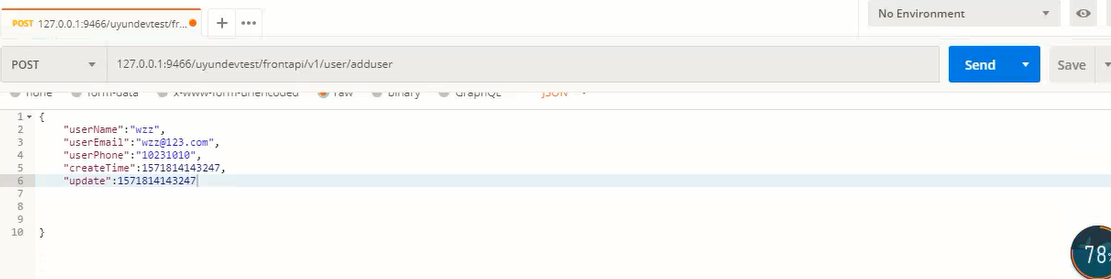 POST 127.0.0.1:9466/uyundevtest/fr...
No Environment
POST 127.0.0.1:9466/uyundevtest/frontapi/v1/user/adduser Send Save
none form-data x-www-form-urlencoded raw binary GraphQL JSON
1 {
2 "userName":"wzz",
3 "userEmail":"wzz@123.com",
4 "userPhone":"10231010",
5 "createTime":1571814143247,
6 "update":1571814143247
7
8
9
10 }
78